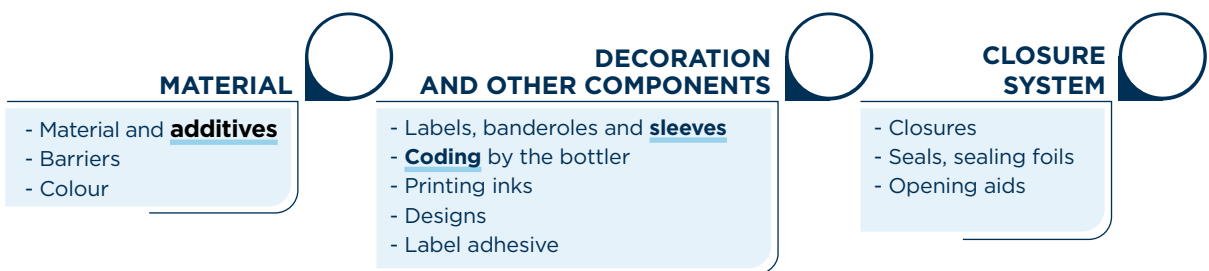 MATERIAL
- Material and additives
- Barriers
- Colour
DECORATION
AND OTHER COMPONENTS
- Labels, banderoles and sleeves
- Coding by the bottler
- Printing inks
- Designs
- Label adhesive
CLOSURE
SYSTEM
- Closures
- Seals, sealing foils
- Opening aids